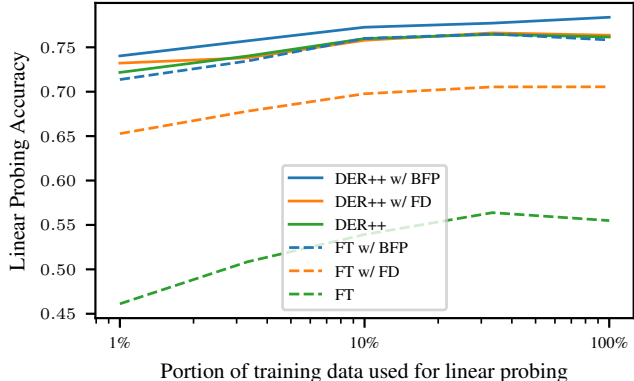 Linear Probing Accuracy
0.75
0.70
0.65
0.60
0.55
0.50
0.45
DER++ w/ BFP
DER++ w/ FD
DER++
FT w/ BFP
FT w/ FD
FT
1%
10%
100%
Portion of training data used for linear probing